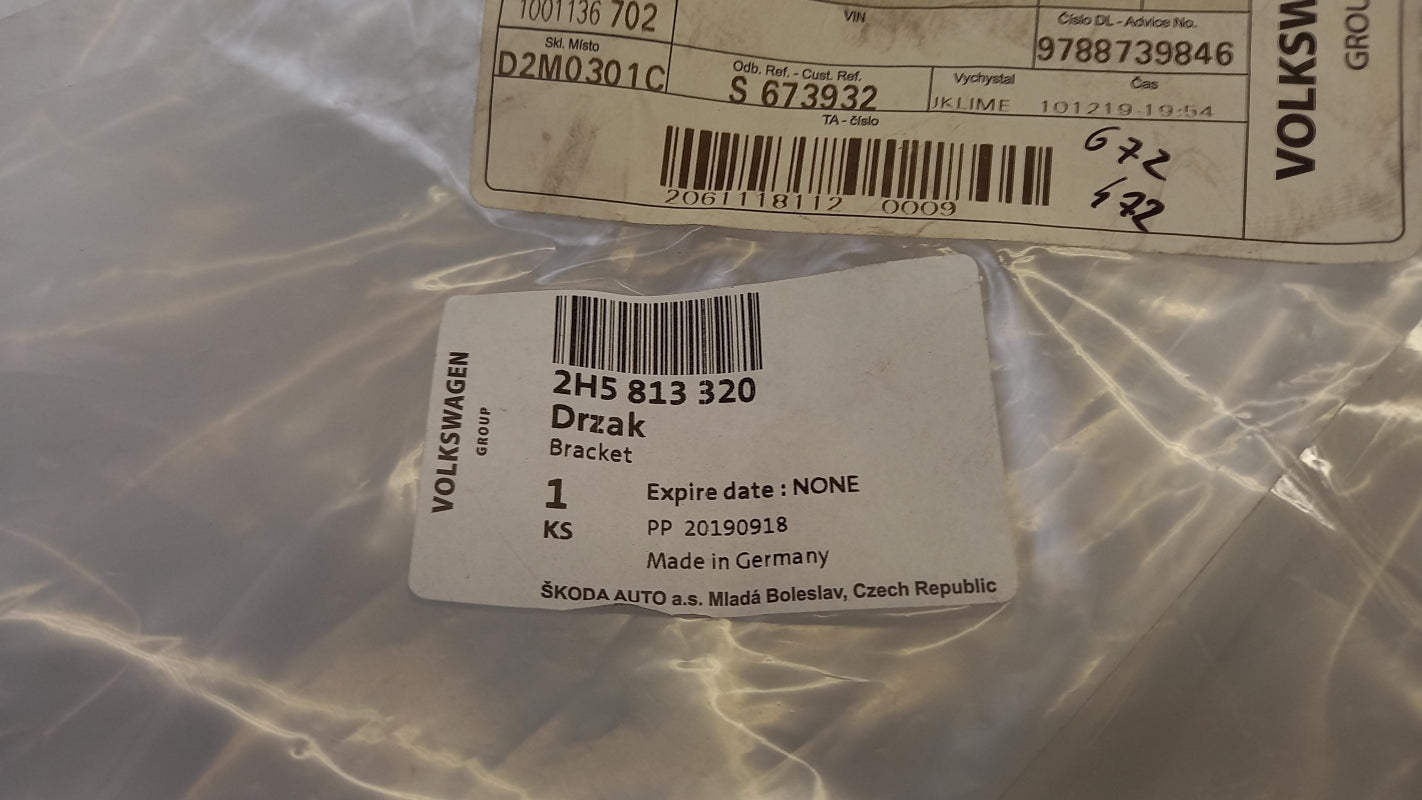 1001136 702
VIN
Číslo DL - Advice No.
9788739846
Skl. Místo
D2M0301C
Odb. Ref. - Cust. Ref.
S 673932
Vychystal
JKLIME
Čas
101219 19:54
TA - číslo
2061118112 0009
672
472
VOLKSW
GROU
VOLKSWAGEN
GROUP
2H5 813 320
Drzak
Bracket
1
KS
Expire date : NONE
PP 20190918
Made in Germany
ŠKODA AUTO a.s. Mladá Boleslav, Czech Republic